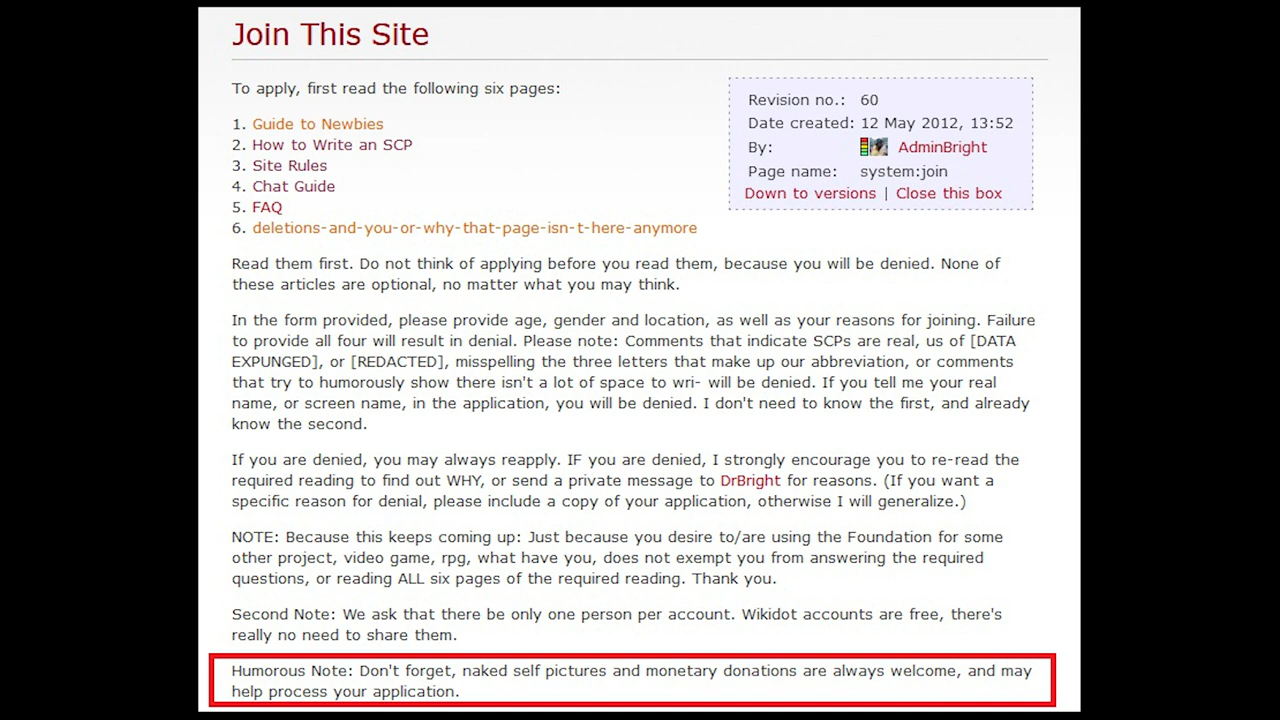 Join This Site
To apply, first read the following six pages:
1. Guide to Newbies
2. How to Write an SCP
3. Site Rules
4. Chat Guide
5. FAQ
6. deletions-and-you-or-why-that-page-isn-t-here-anymore
Revision no.: 60
Date created: 12 May 2012, 13:52
By: AdminBright
Page name: system:join
Down to versions | Close this box
Read them first. Do not think of applying before you read them, because you will be denied. None of
these articles are optional, no matter what you may think.
In the form provided, please provide age, gender and location, as well as your reasons for joining. Failure
to provide all four will result in denial. Please note: Comments that indicate SCPs are real, us of [DATA
EXPUNGED], or [REDACTED], misspelling the three letters that make up our abbreviation, or comments
that try to humorously show there isn't a lot of space to wri- will be denied. If you tell me your real
name, or screen name, in the application, you will be denied. I don't need to know the first, and already
know the second.
If you are denied, you may always reapply. IF you are denied, I strongly encourage you to re-read the
required reading to find out WHY, or send a private message to DrBright for reasons. (If you want a
specific reason for denial, please include a copy of your application, otherwise I will generalize.)
NOTE: Because this keeps coming up: Just because you desire to/are using the Foundation for some
other project, video game, rpg, what have you, does not exempt you from answering the required
questions, or reading ALL six pages of the required reading. Thank you.
Second Note: We ask that there be only one person per account. Wikidot accounts are free, there's
really no need to share them.
Humorous Note: Don't forget, naked self pictures and monetary donations are always welcome, and may
help process your application.